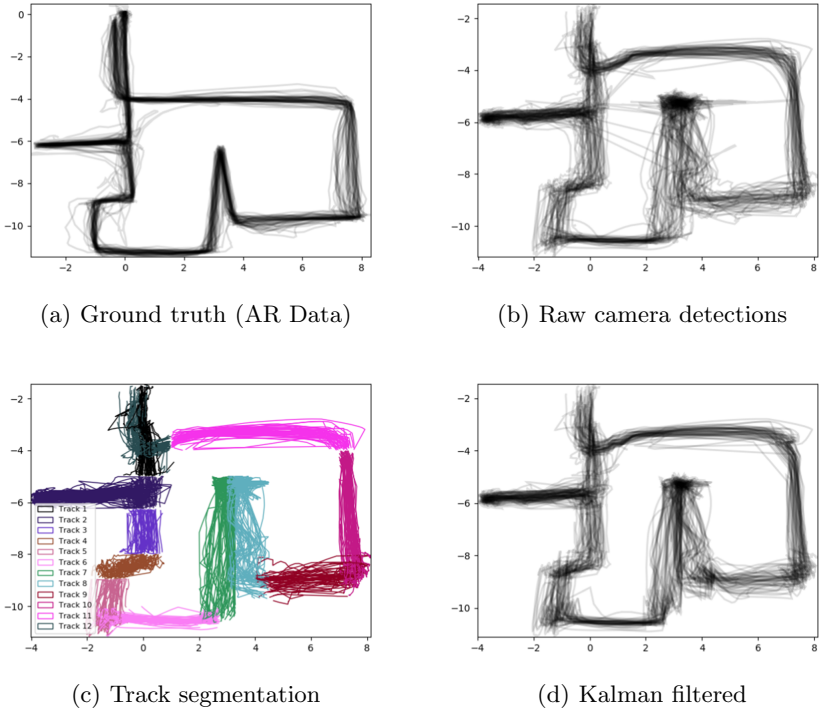 0
−2
−4
−6
−8
−10
−2 0 2 4 6 8
(a) Ground truth (AR Data)
−2
−4
−6
−8
−10
−4 −2 0 2 4 6 8
(b) Raw camera detections
−2
−4
−6
−8
−10
Track 1
Track 2
Track 3
Track 4
Track 5
Track 6
Track 7
Track 8
Track 9
Track 10
Track 11
Track 12
−4 −2 0 2 4 6 8
(c) Track segmentation
−2
−4
−6
−8
−10
−4 −2 0 2 4 6 8
(d) Kalman filtered